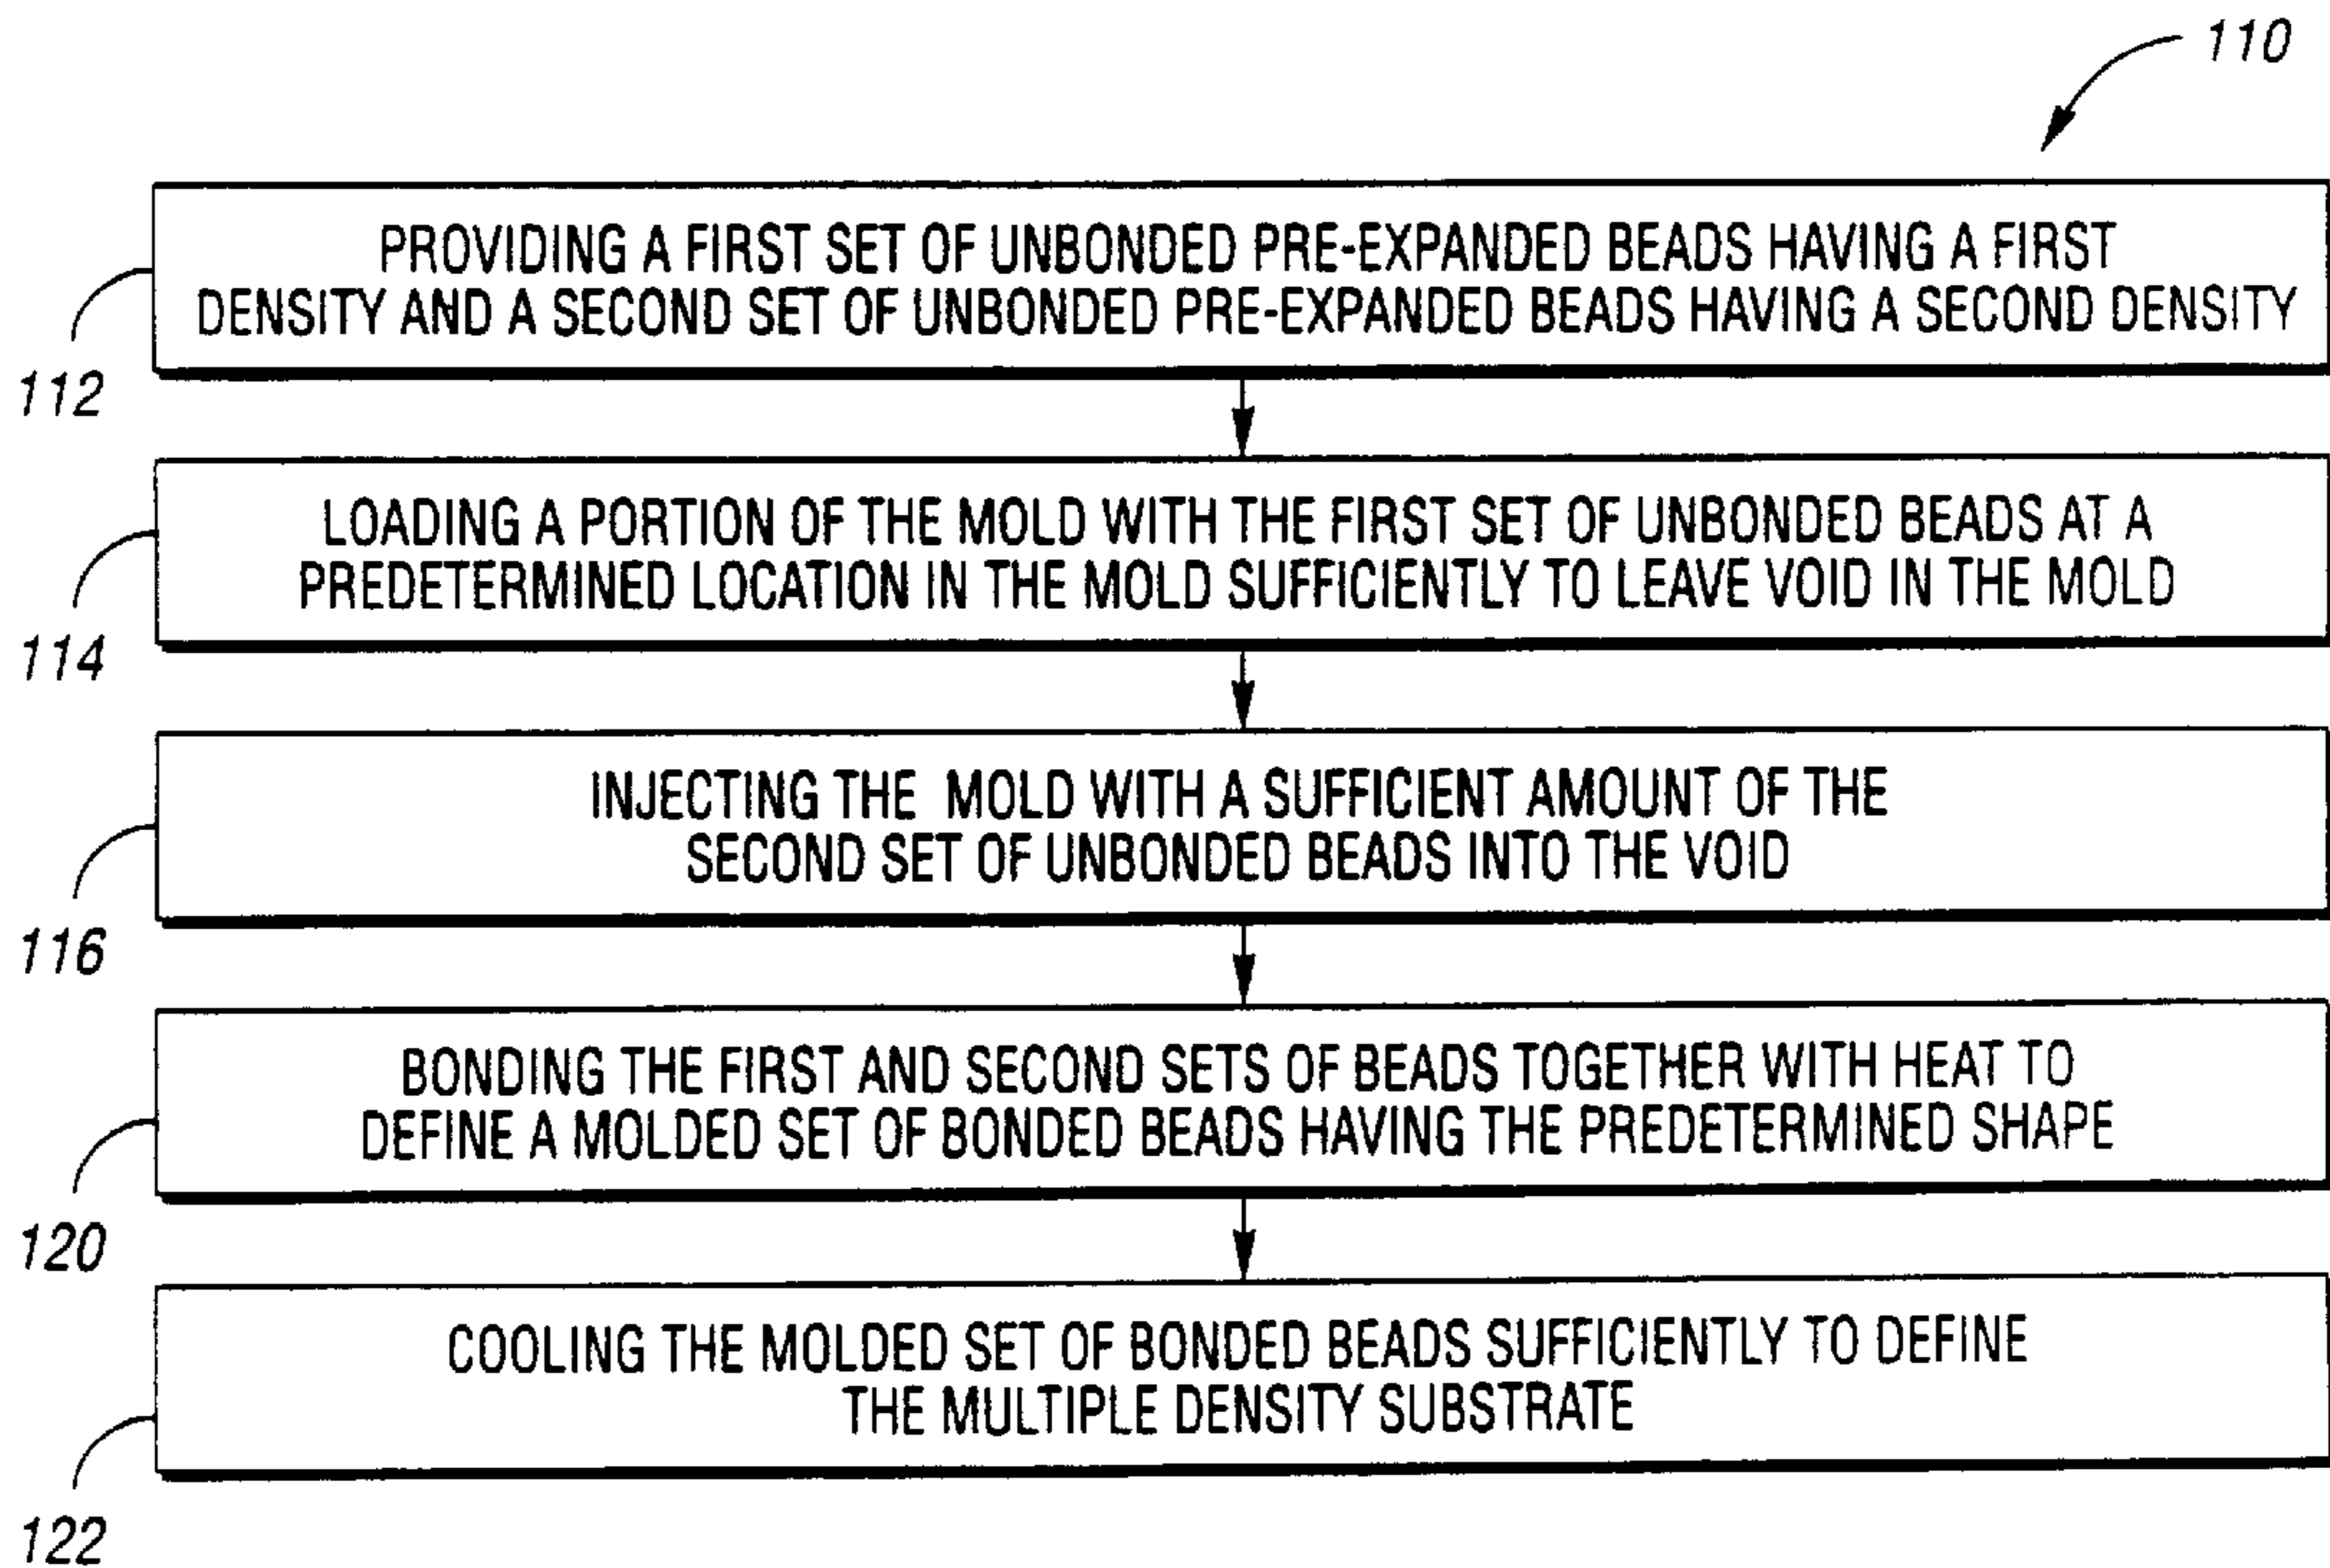 110
PROVIDING A FIRST SET OF UNBONDED PRE-EXPANDED BEADS HAVING A FIRST
DENSITY AND A SECOND SET OF UNBONDED PRE-EXPANDED BEADS HAVING A SECOND DENSITY
112
LOADING A PORTION OF THE MOLD WITH THE FIRST SET OF UNBONDED BEADS AT A
PREDETERMINED LOCATION IN THE MOLD SUFFICIENTLY TO LEAVE VOID IN THE MOLD
114
INJECTING THE MOLD WITH A SUFFICIENT AMOUNT OF THE
SECOND SET OF UNBONDED BEADS INTO THE VOID
116
BONDING THE FIRST AND SECOND SETS OF BEADS TOGETHER WITH HEAT TO
DEFINE A MOLDED SET OF BONDED BEADS HAVING THE PREDETERMINED SHAPE
120
COOLING THE MOLDED SET OF BONDED BEADS SUFFICIENTLY TO DEFINE
THE MULTIPLE DENSITY SUBSTRATE
122